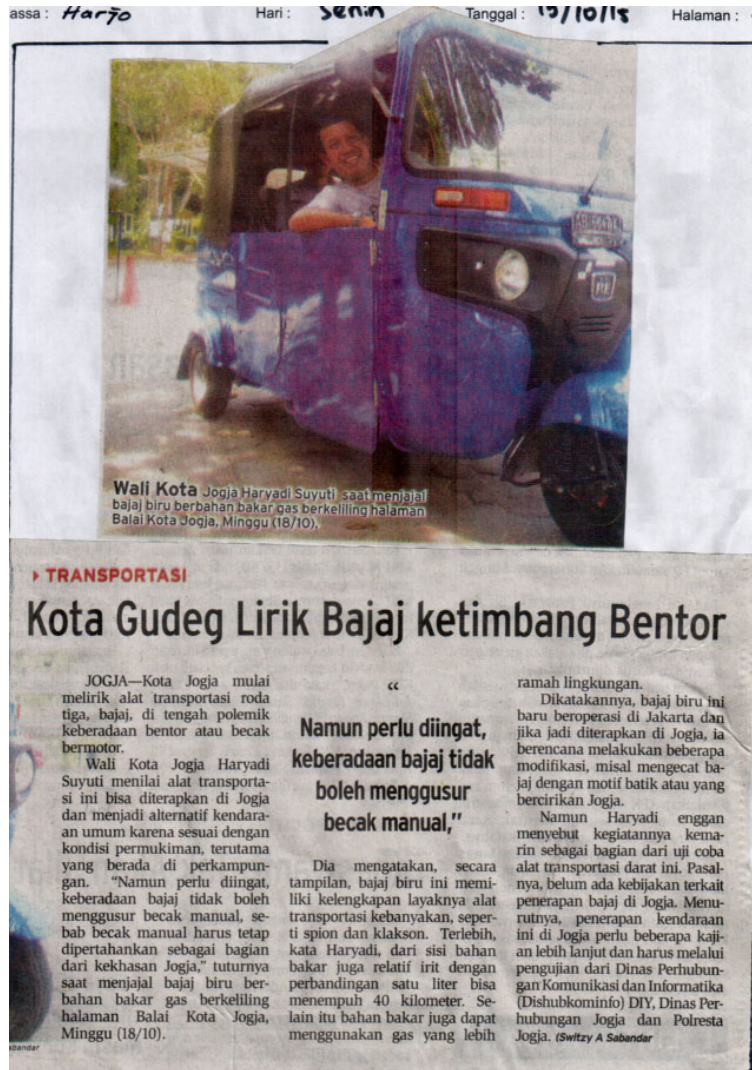 assa : Harjo Hari : Senin Tanggal : /10/15 Halaman :
Wali Kota Jogja Haryadi Suyuti saat menjajal
bajaj biru berbahan bakar gas berkeliling halaman
Balai Kota Jogja, Minggu (18/10).
TRANSPORTASI
Kota Gudeg Lirik Bajaj ketimbang Bentor
JOGJA—Kota Jogja mulai
melirik alat transportasi roda
tiga, bajaj, di tengah polemik
keberadaan bentor atau becak
bermotor.
Wali Kota Jogja Haryadi
Suyuti menilai alat transporta-
si ini bisa diterapkan di Jogja
dan menjadi alternatif kendara-
an umum karena sesuai dengan
kondisi permukiman, terutama
yang berada di perkampun-
gan. “Namun perlu diingat,
keberadaan bajaj tidak boleh
menggusur becak manual, se-
bab becak manual harus tetap
dipertahankan sebagai bagian
dari kekhasan Jogja,” tuturnya
saat menjajal bajaj biru ber-
bahan bakar gas berkeliling
halaman Balai Kota Jogja,
Minggu (18/10).
“
Namun perlu diingat,
keberadaan bajaj tidak
boleh menggusur
becak manual,”
Dia mengatakan, secara
tampilan, bajaj biru ini memi-
liki kelengkapan layaknya alat
transportasi kebanyakan, seper-
ti spion dan klakson. Terlebih,
kata Haryadi, dari sisi bahan
bakar juga relatif irit dengan
perbandingan satu liter bisa
menempuh 40 kilometer. Se-
lain itu bahan bakar juga dapat
menggunakan gas yang lebih
ramah lingkungan.
Dikatakannya, bajaj biru ini
baru beroperasi di Jakarta dan
jika jadi diterapkan di Jogja, ia
berencana melakukan beberapa
modifikasi, misal mengecat ba-
jaj dengan motif batik atau yang
bercirikan Jogja.
Namun Haryadi enggan
menyebut kegiatannya kema-
rin sebagai bagian dari uji coba
alat transportasi darat ini. Pasal-
nya, belum ada kebijakan terkait
penerapan bajaj di Jogja. Menu-
rutnya, penerapan kendaraan
ini di Jogja perlu beberapa kaji-
an lebih lanjut dan harus melalui
pengujian dari Dinas Perhubun-
gan Komunikasi dan Informatika
(Dishubkominfo) DIY, Dinas Per-
hubungan Jogja dan Polresta
Jogja. (Switzy A Sabandar
abandar